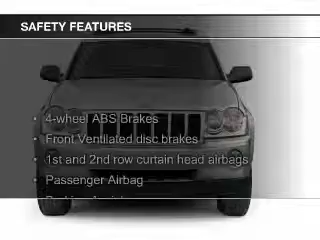 SAFETY FEATURES
• 4-wheel ABS Brakes
• Front Ventilated disc brakes
• 1st and 2nd row curtain head airbags
• Passenger Airbag